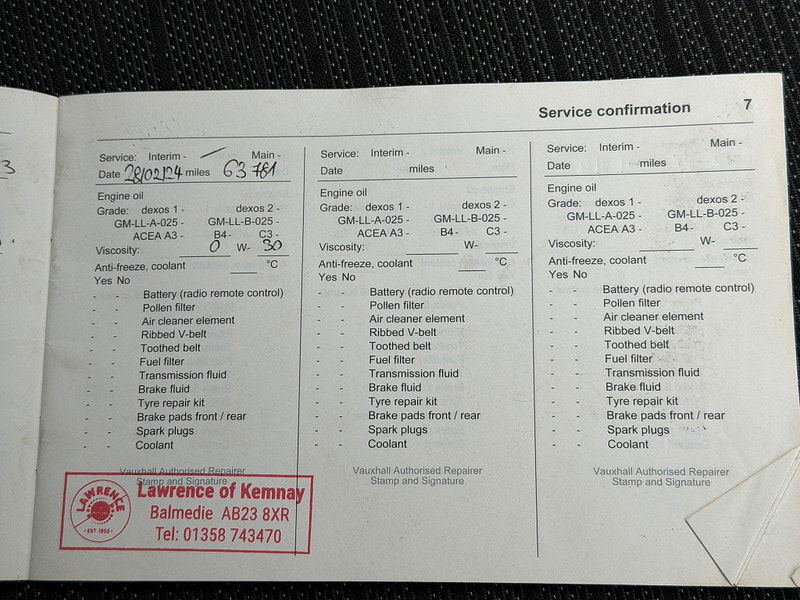 3
Service confirmation 7
Service: Interim - / Main -
Date 28/02/24 miles 63 781
Engine oil
Grade: dexos 1 - dexos 2 -
GM-LL-A-025 - GM-LL-B-025 -
ACEA A3 - B4 - C3 -
Viscosity: 0 W- 30
Anti-freeze, coolant ____ °C
Yes No
- - Battery (radio remote control)
- - Pollen filter
- - Air cleaner element
- - Ribbed V-belt
- - Toothed belt
- - Fuel filter
- - Transmission fluid
- - Brake fluid
- - Tyre repair kit
- - Brake pads front / rear
- - Spark plugs
- - Coolant
Vauxhall Authorised Repairer
Stamp and Signature
LAWRENCE
· EST 1953 ·
Lawrence of Kemnay
Balmedie AB23 8XR
Tel: 01358 743470
Service: Interim - Main -
Date miles
Engine oil
Grade: dexos 1 - dexos 2 -
GM-LL-A-025 - GM-LL-B-025 -
ACEA A3 - B4 - C3 -
Viscosity: ____ W- ____
Anti-freeze, coolant ____ °C
Yes No
- - Battery (radio remote control)
- - Pollen filter
- - Air cleaner element
- - Ribbed V-belt
- - Toothed belt
- - Fuel filter
- - Transmission fluid
- - Brake fluid
- - Tyre repair kit
- - Brake pads front / rear
- - Spark plugs
- - Coolant
Vauxhall Authorised Repairer
Stamp and Signature
Service: Interim - Main -
Date miles
Engine oil
Grade: dexos 1 - dexos 2 -
GM-LL-A-025 - GM-LL-B-025 -
ACEA A3 - B4- C3 -
Viscosity: ____ W- ____
Anti-freeze, coolant ____ °C
Yes No
- - Battery (radio remote control)
- - Pollen filter
- - Air cleaner element
- - Ribbed V-belt
- - Toothed belt
- - Fuel filter
- - Transmission fluid
- - Brake fluid
- - Tyre repair kit
- - Brake pads front / rear
- - Spark plugs
- - Coolant
Vauxhall Authorised Repairer
Stamp and Signature